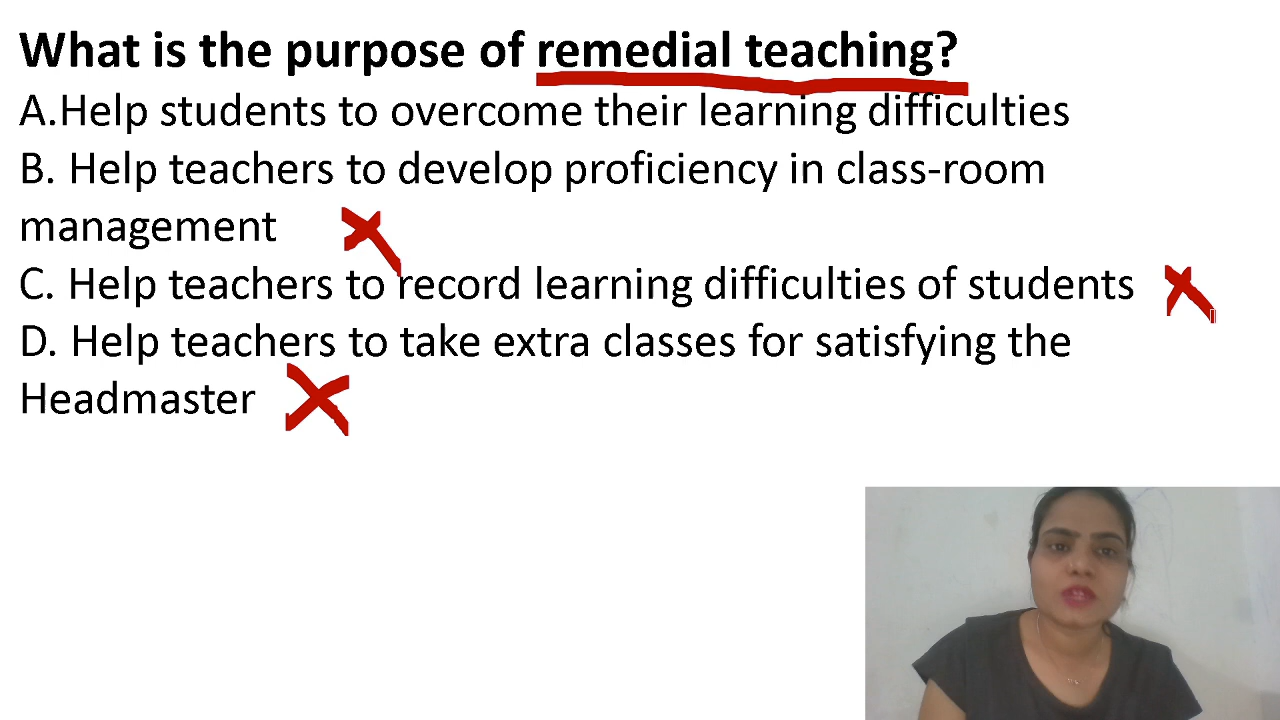 What is the purpose of remedial teaching?
A.Help students to overcome their learning difficulties
B. Help teachers to develop proficiency in class-room
management
C. Help teachers to record learning difficulties of students
D. Help teachers to take extra classes for satisfying the
Headmaster